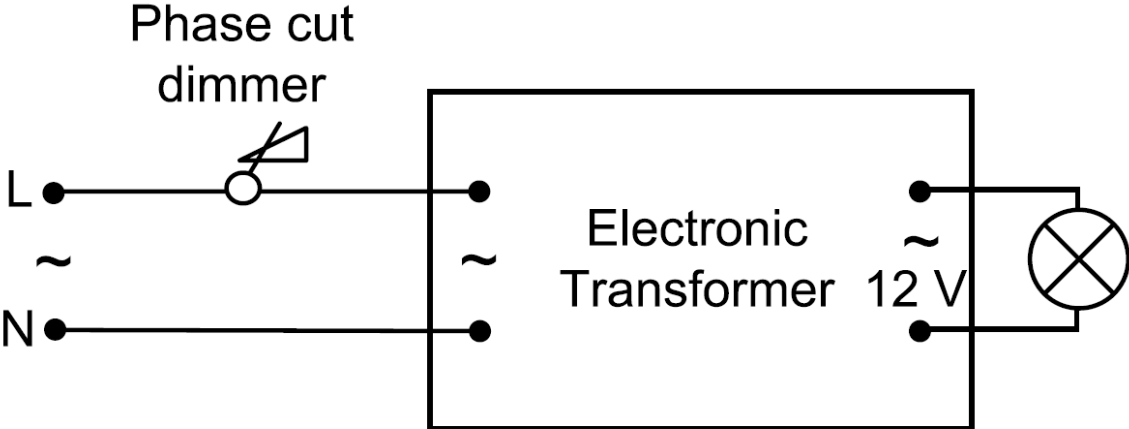 Phase cut
dimmer
L
~
N
~
Electronic
Transformer
~
12 V